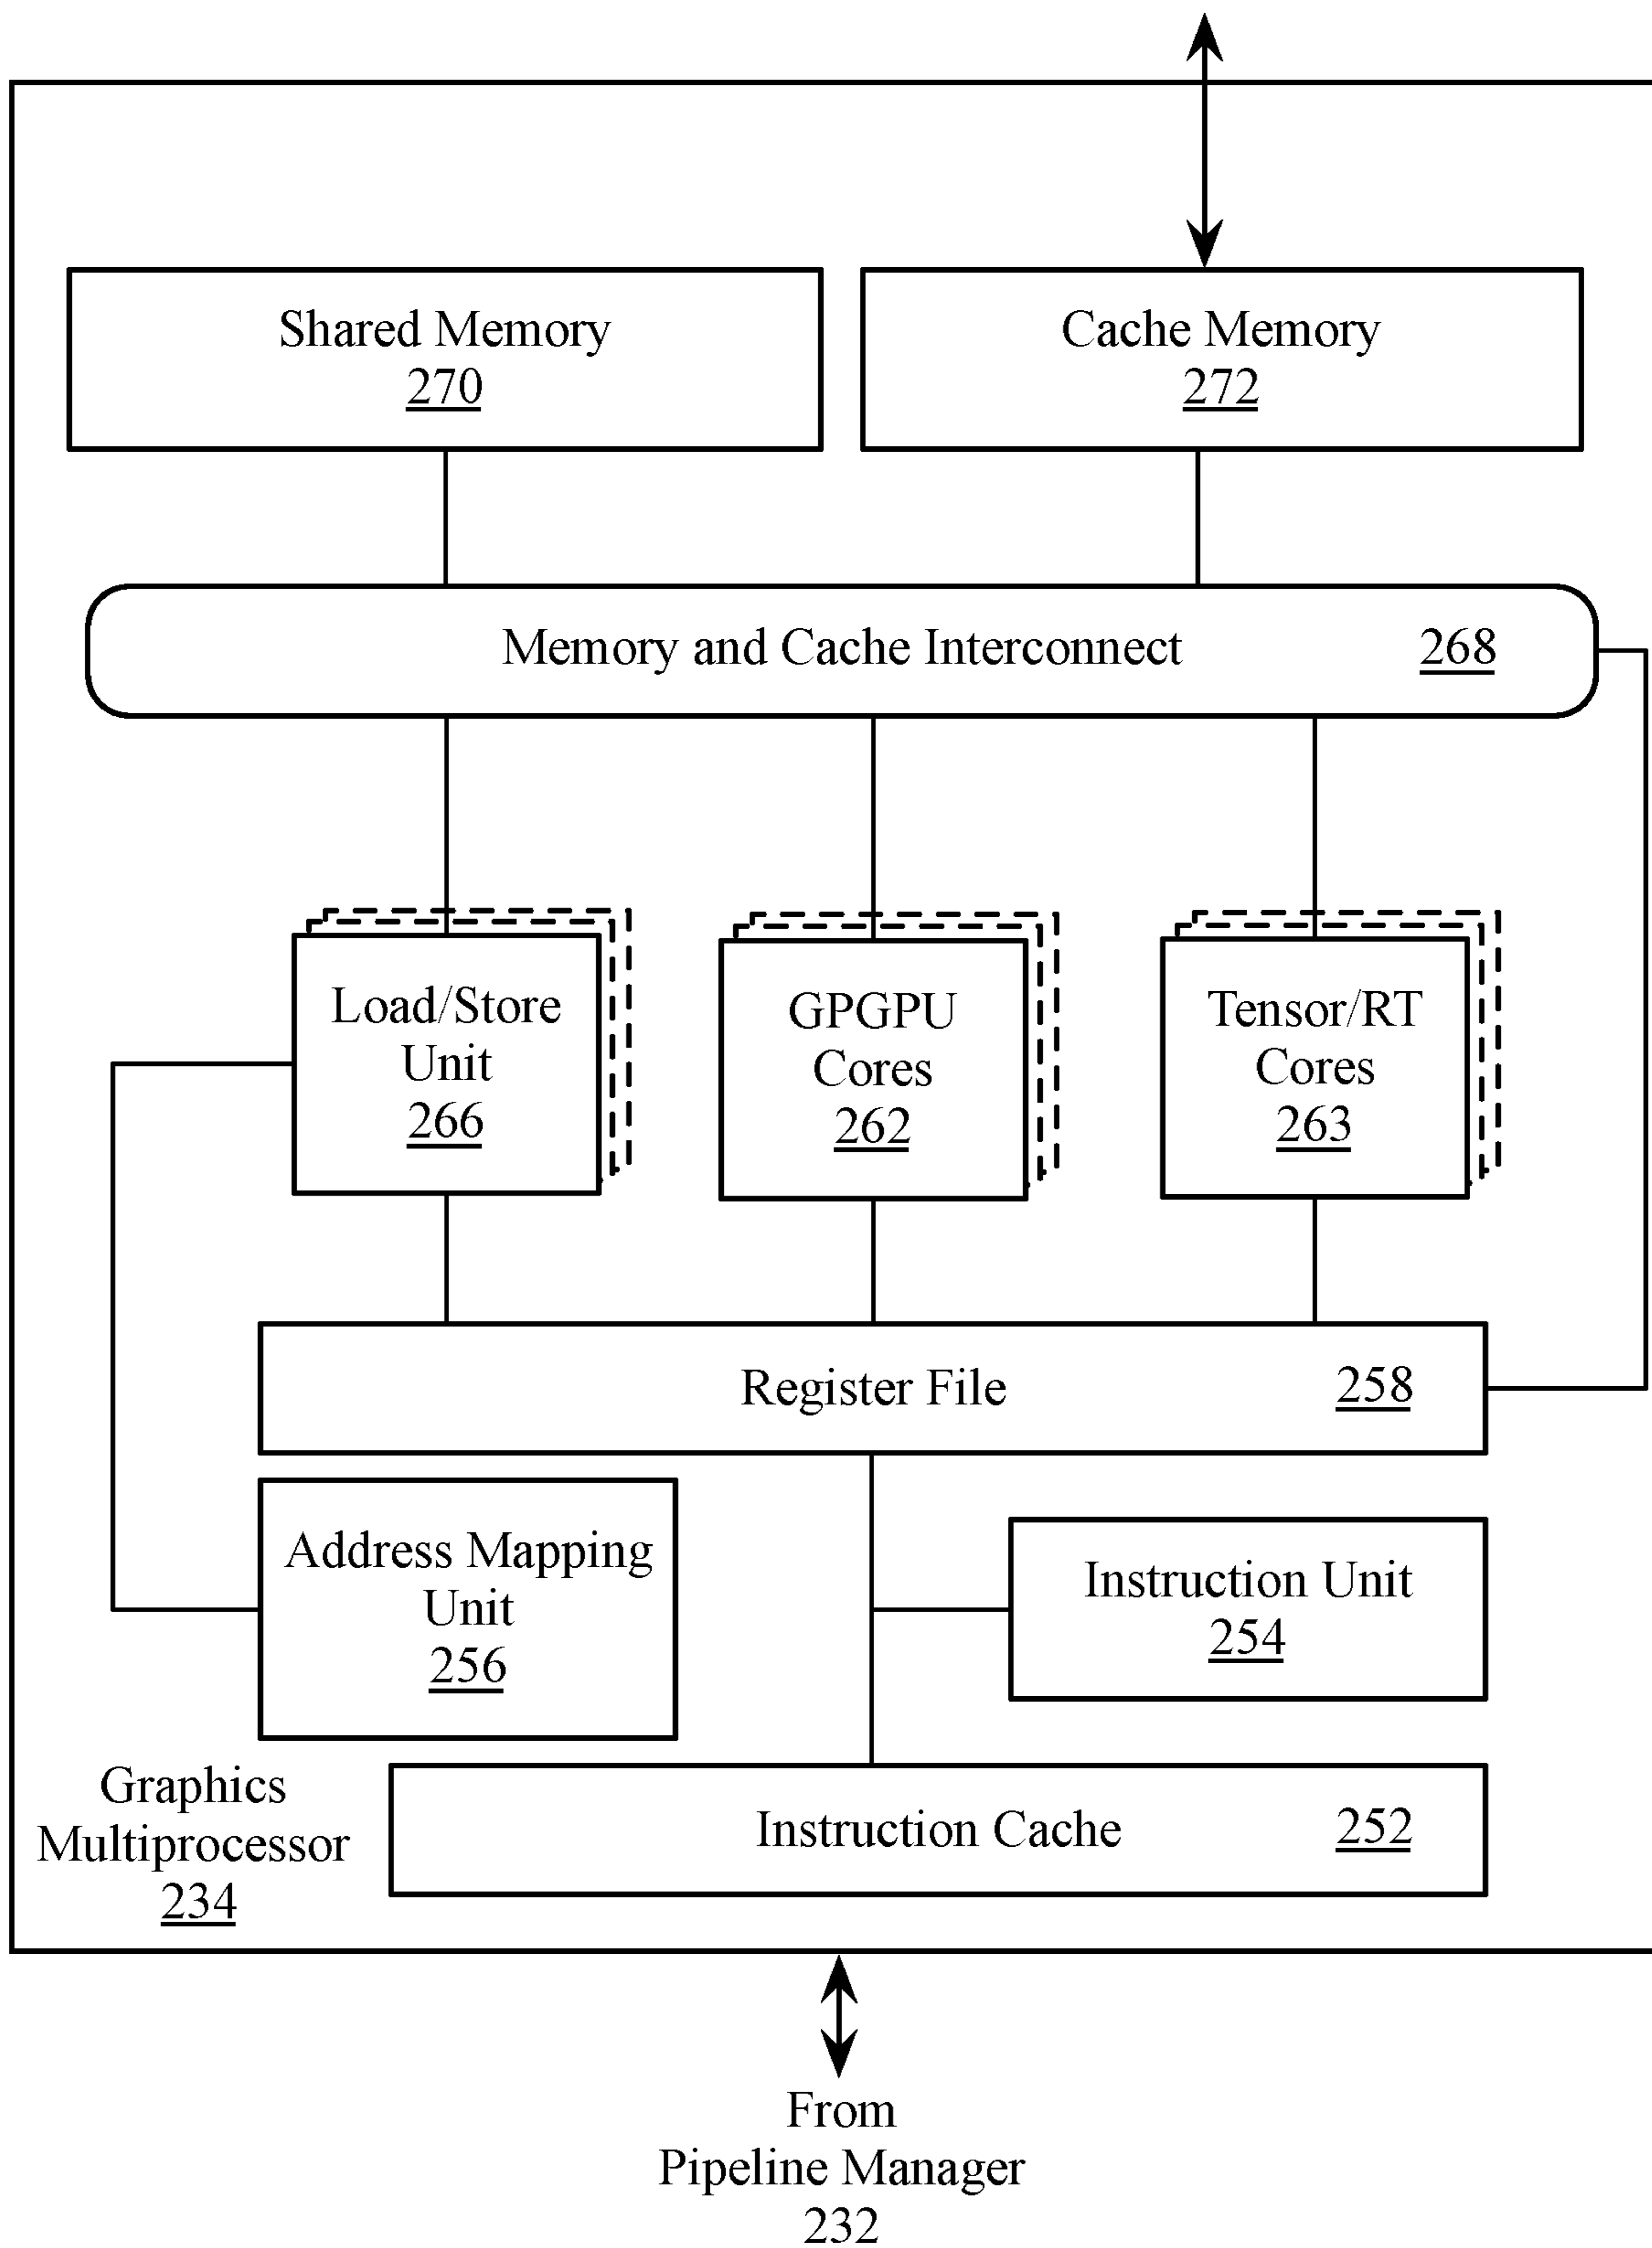 Shared Memory
270
Cache Memory
272
Memory and Cache Interconnect 268
Load/Store
Unit
266
GPGPU
Cores
262
Tensor/RT
Cores
263
Register File 258
Address Mapping
Unit
256
Instruction Unit
254
Graphics
Multiprocessor
234
Instruction Cache 252
From
Pipeline Manager
232